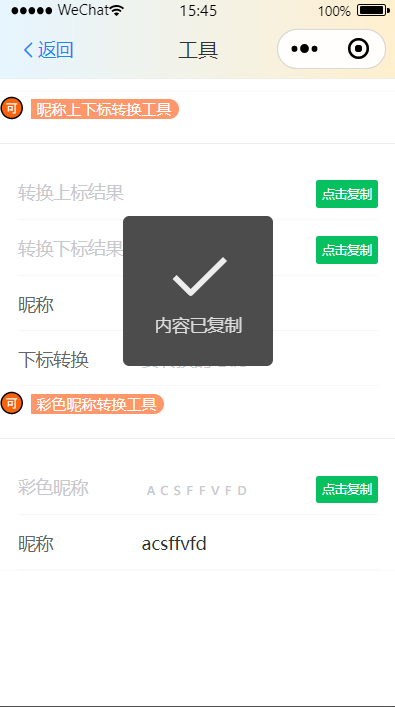 WeChat 15:45 100%
返回 工具
可 昵称上下标转换工具
转换上标结果 点击复制
转换下标结果 点击复制
内容已复制
昵称
下标转换
可 彩色昵称转换工具
彩色昵称 ACSFFVFD 点击复制
昵称 acsffvfd